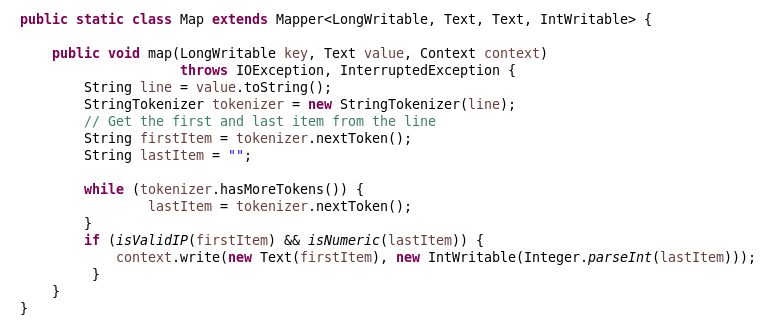 public static class Map extends Mapper<LongWritable, Text, Text, IntWritable> {
public void map(LongWritable key, Text value, Context context)
throws IOException, InterruptedException {
String line = value.toString();
StringTokenizer tokenizer = new StringTokenizer(line);
// Get the first and last item from the line
String firstItem = tokenizer.nextToken();
String lastItem = "";
while (tokenizer.hasMoreTokens()) {
lastItem = tokenizer.nextToken();
}
if (isValidIP(firstItem) && isNumeric(lastItem)) {
context.write(new Text(firstItem), new IntWritable(Integer.parseInt(lastItem)));
}
}
}